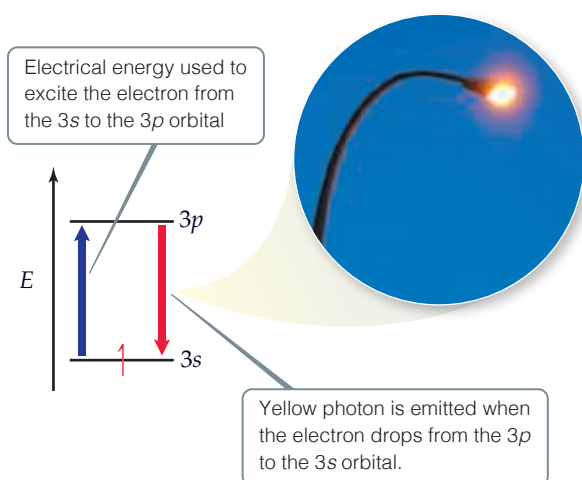 Electrical energy used to
excite the electron from
the 3s to the 3p orbital
3p
E
3s
Yellow photon is emitted when
the electron drops from the 3p
to the 3s orbital.